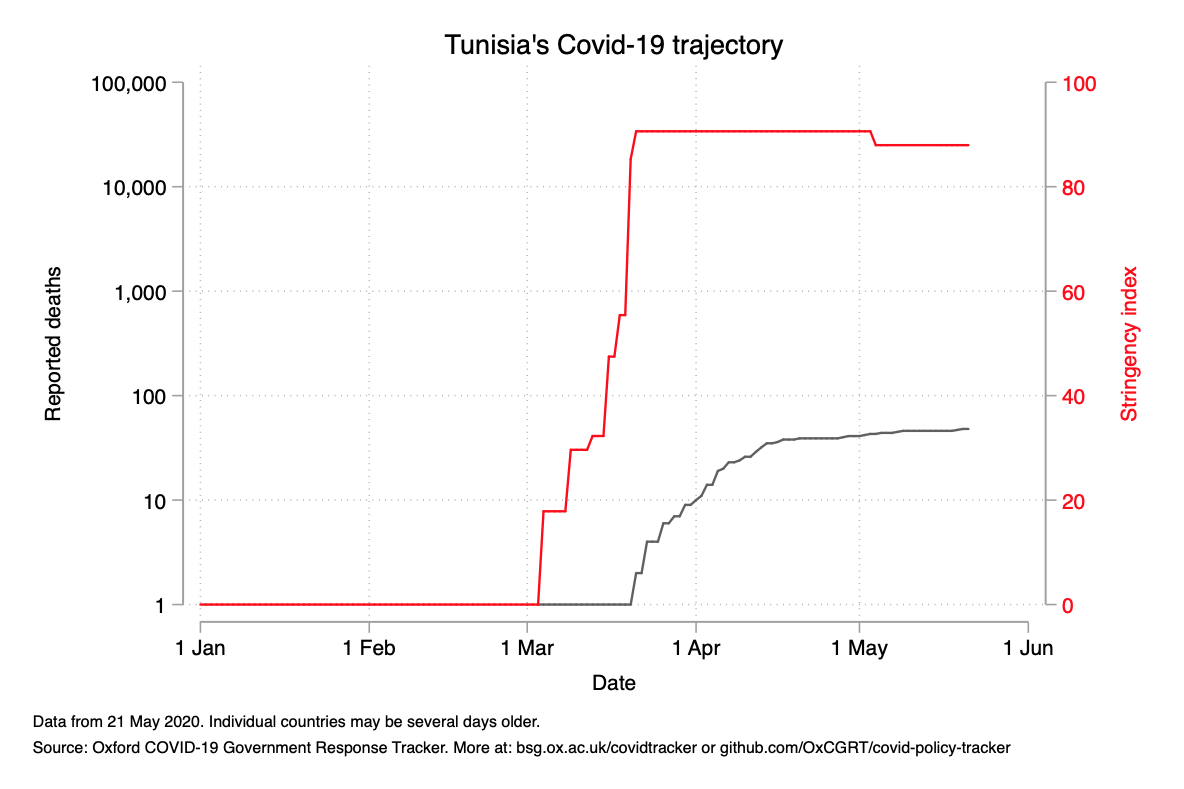 Tunisia's Covid-19 trajectory
100,000
10,000
1,000
100
10
1
Reported deaths
100
80
60
40
20
0
Stringency index
1 Jan
1 Feb
1 Mar
1 Apr
1 May
1 Jun
Date
Data from 21 May 2020. Individual countries may be several days older.
Source: Oxford COVID-19 Government Response Tracker. More at: bsg.ox.ac.uk/covidtracker or github.com/OxCGRT/covid-policy-tracker